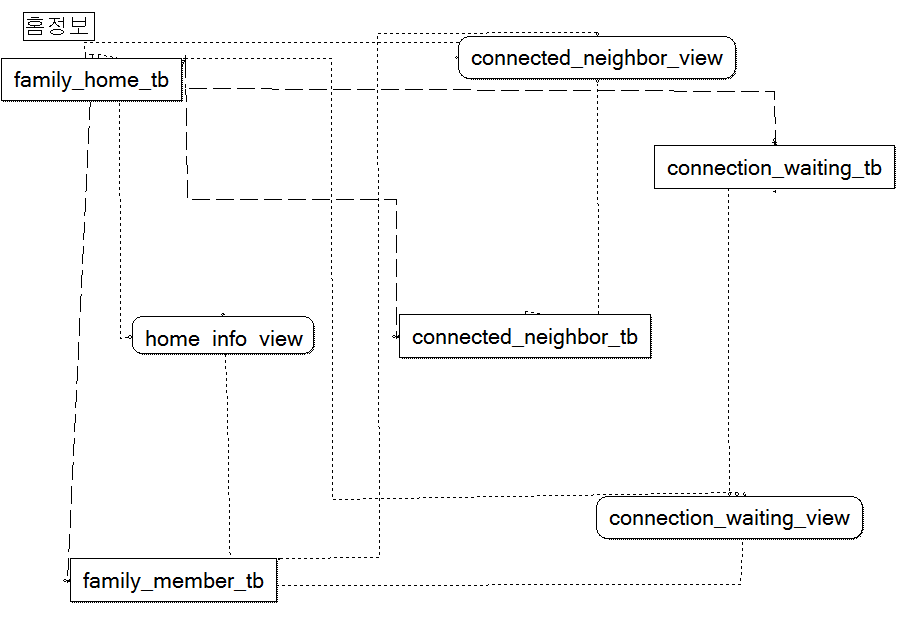 홈정보
connected_neighbor_view
family_home_tb
connection_waiting_tb
home_info_view
connected_neighbor_tb
connection_waiting_view
family_member_tb